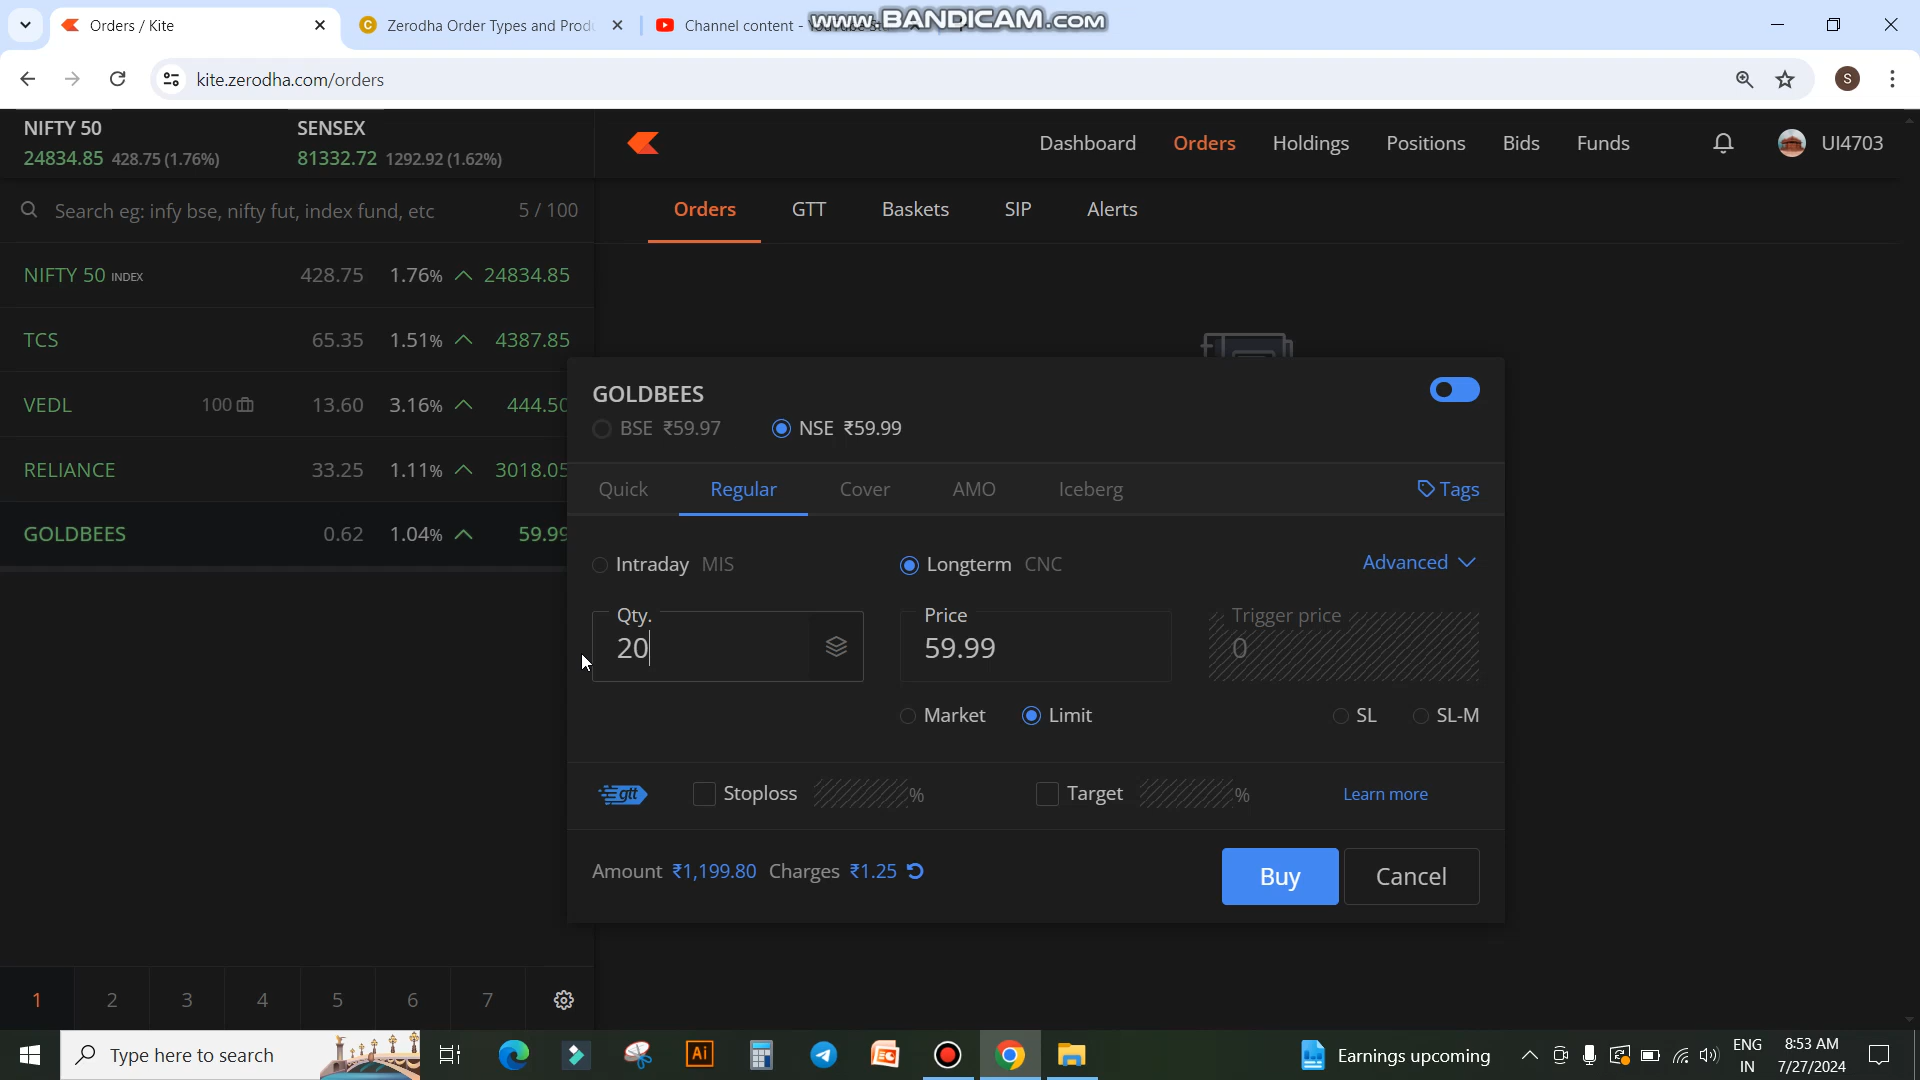 Orders / Kite
Zerodha Order Types and Prod
Channel content -
www.BANDICAM.com
kite.zerodha.com/orders
S
NIFTY 50
24834.85 428.75 (1.76%)
SENSEX
81332.72 1292.92 (1.62%)
Dashboard Orders Holdings Positions Bids Funds UI4703
Search eg: infy bse, nifty fut, index fund, etc 5 / 100
Orders GTT Baskets SIP Alerts
NIFTY 50 INDEX 428.75 1.76% 24834.85
TCS 65.35 1.51% 4387.85
VEDL 100 13.60 3.16% 444.50
RELIANCE 33.25 1.11% 3018.05
GOLDBEES 0.62 1.04% 59.99
GOLDBEES
BSE ₹59.97 NSE ₹59.99
Quick Regular Cover AMO Iceberg Tags
Intraday MIS Longterm CNC Advanced
Qty. Price Trigger price
20 59.99 0
Market Limit SL SL-M
gtt Stoploss % Target % Learn more
Amount ₹1,199.80 Charges ₹1.25
Buy Cancel
1 2 3 4 5 6 7
Type here to search
Ai
Earnings upcoming
ENG
IN
8:53 AM
7/27/2024